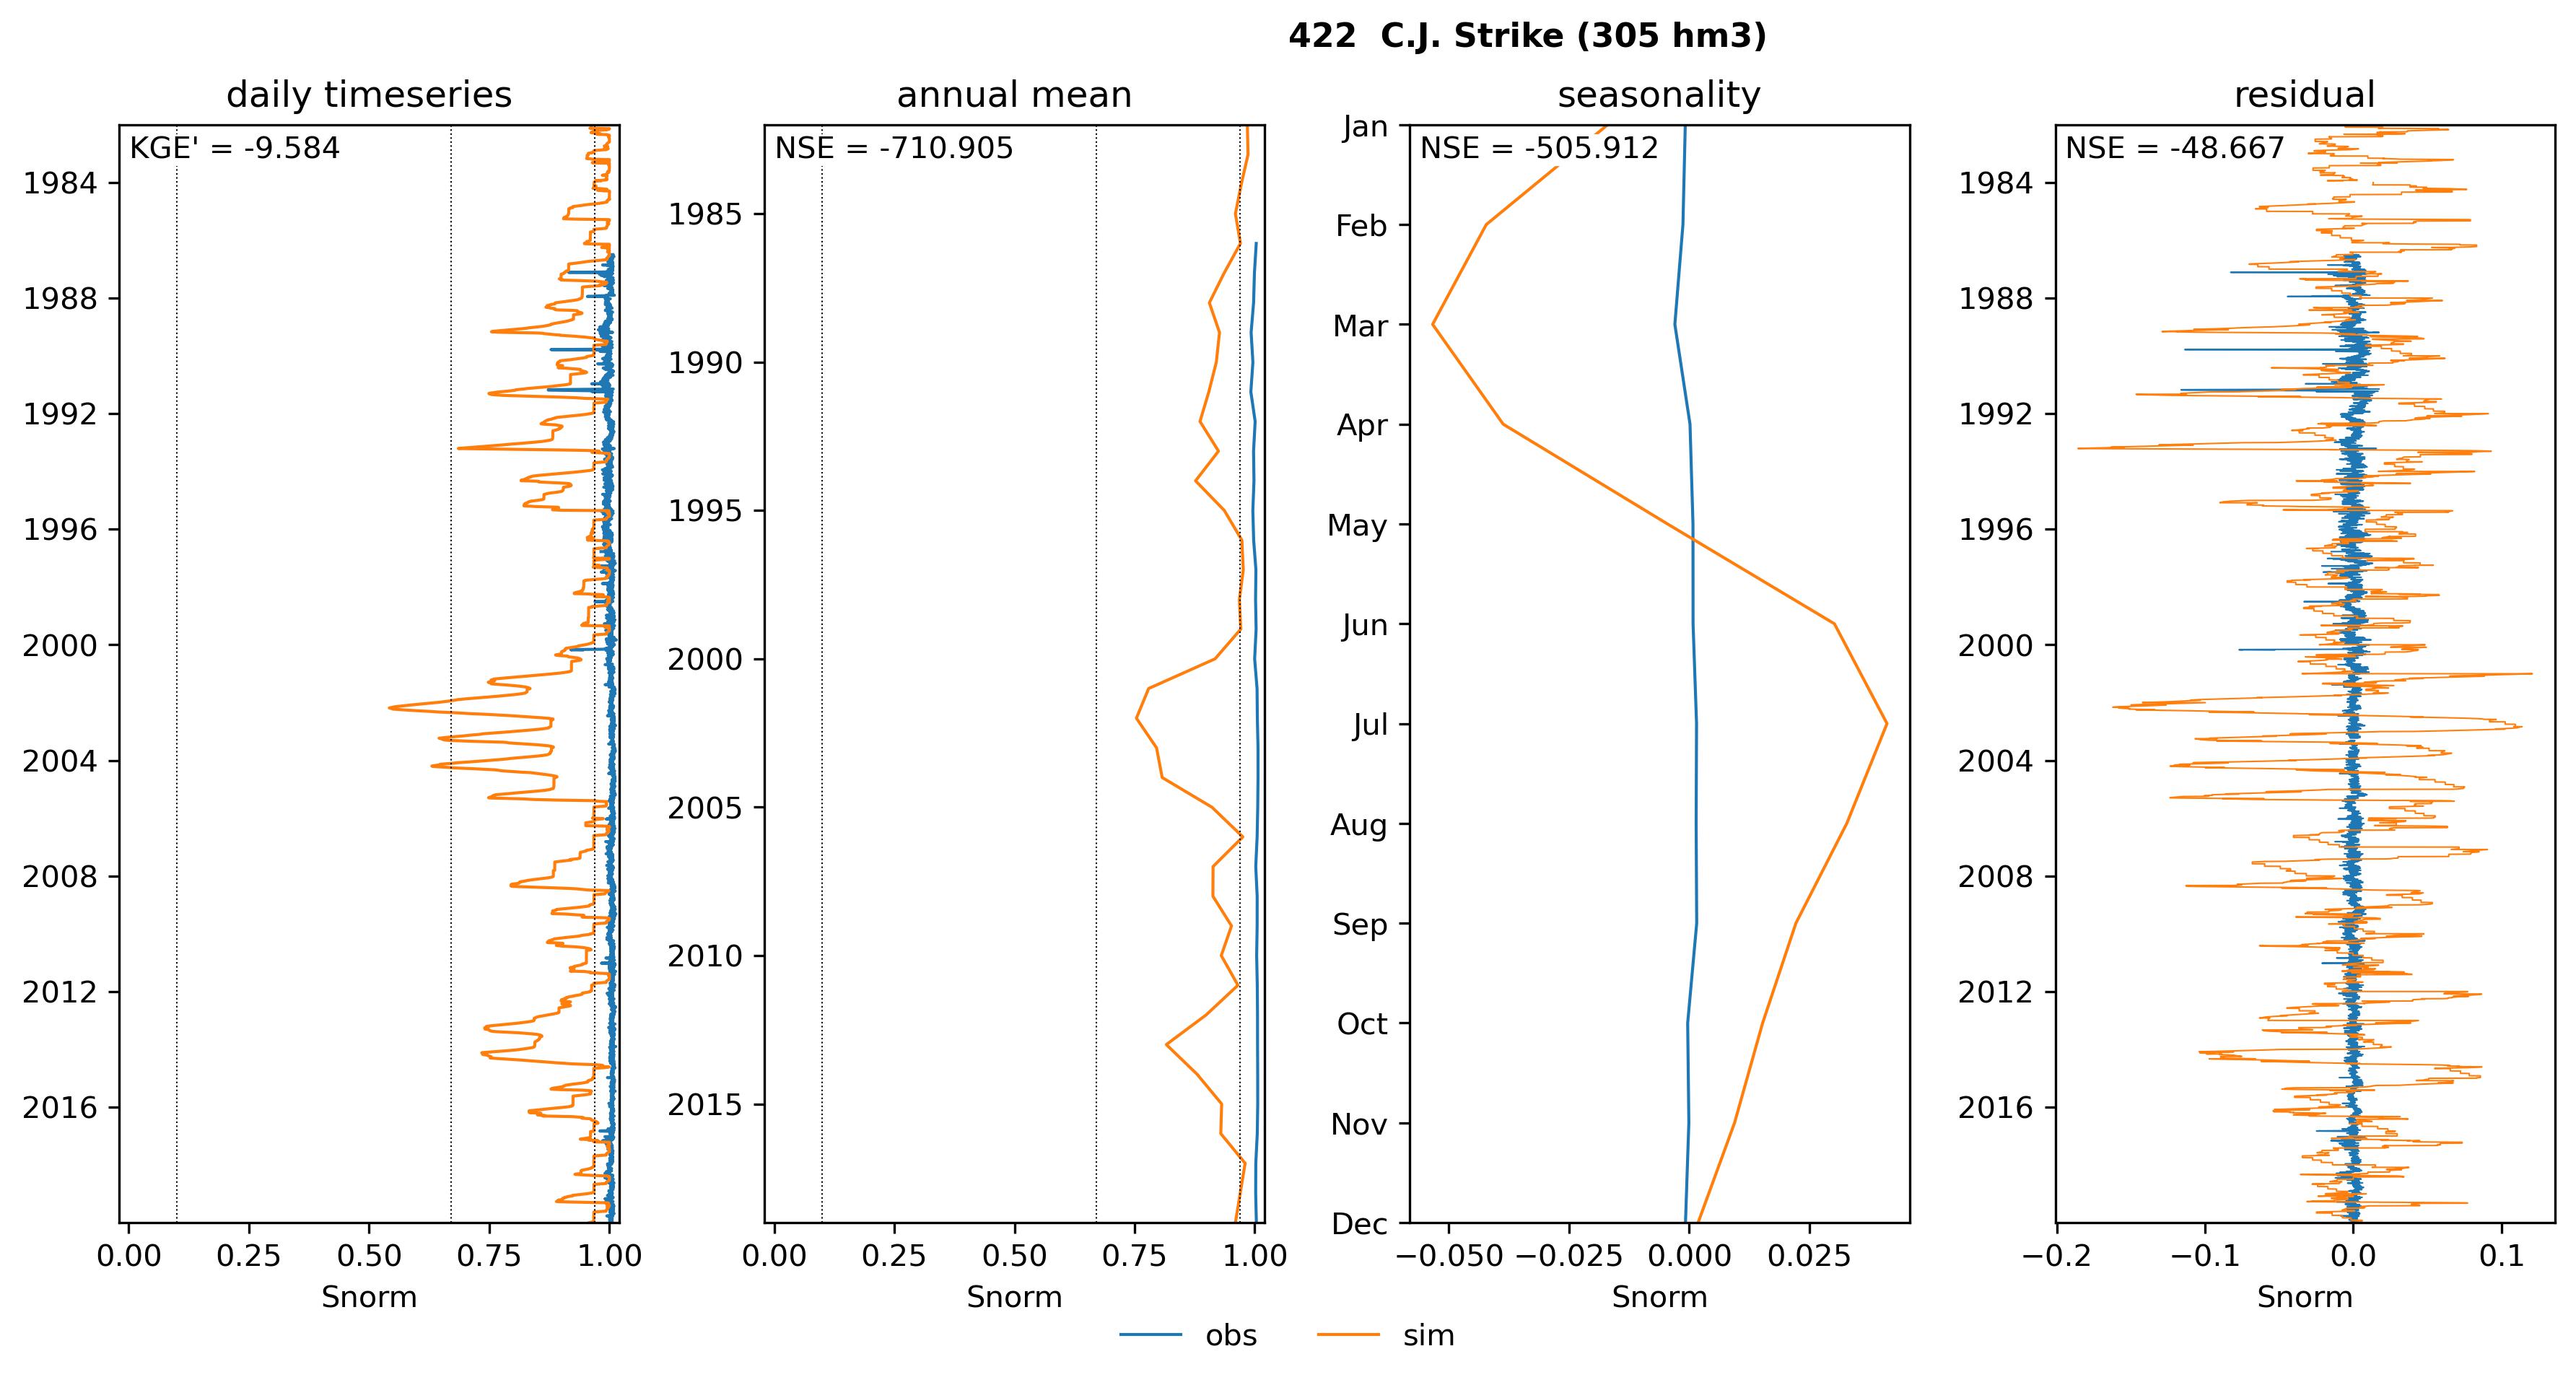 422  C.J. Strike (305 hm3)
daily timeseries
KGE' = -9.584
1984
1988
1992
1996
2000
2004
2008
2012
2016
0.00 0.25 0.50 0.75 1.00
Snorm
annual mean
NSE = -710.905
1985
1990
1995
2000
2005
2010
2015
0.00 0.25 0.50 0.75 1.00
Snorm
seasonality
NSE = -505.912
Jan
Feb
Mar
Apr
May
Jun
Jul
Aug
Sep
Oct
Nov
Dec
−0.050 −0.025 0.000 0.025
Snorm
residual
NSE = -48.667
1984
1988
1992
1996
2000
2004
2008
2012
2016
−0.2 −0.1 0.0 0.1
Snorm
obs sim